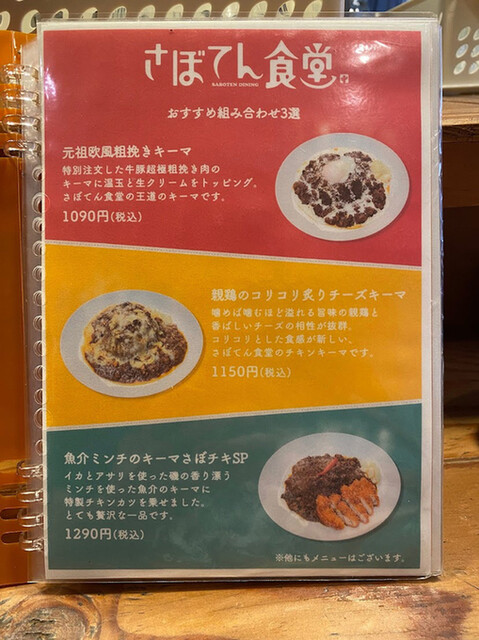 さぼてん食堂
SABOTEN DINING
おすすめ組み合わせ3選
元祖欧風粗挽きキーマ
特別注文した牛豚超極粗挽き肉の
キーマに温玉と生クリームをトッピング。
さぼてん食堂の王道のキーマです。
1090円(税込)
親鶏のコリコリ炙りチーズキーマ
噛めば噛むほど溢れる旨味の親鶏と
香ばしいチーズの相性が抜群。
コリコリとした食感が新しい、
さぼてん食堂のチキンキーマです。
1150円(税込)
魚介ミンチのキーマさぼチキSP
イカとアサリを使った磯の香り漂う
ミンチを使った魚介のキーマに
特製チキンカツを乗せました。
とても贅沢な一品です。
1290円(税込)
※他にもメニューはございます。